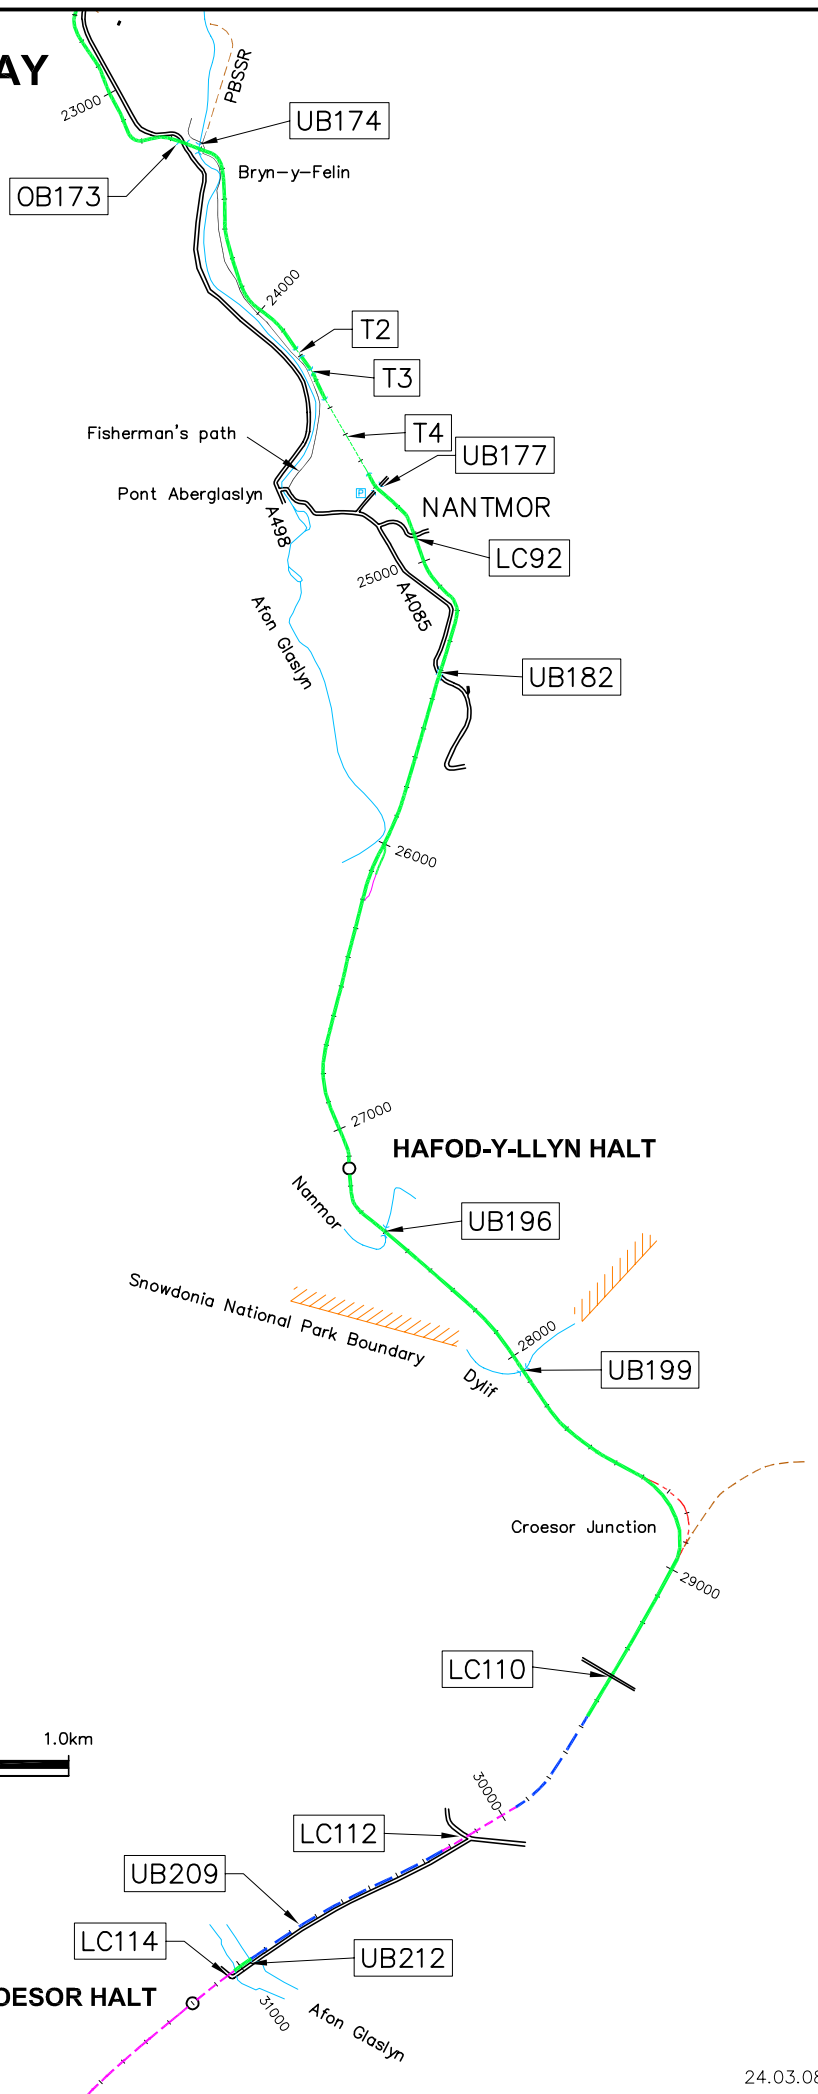 AY
PBSSR
23000
UB174
OB173
Bryn-y-Felin
24000
T2
T3
Fisherman's path
T4
UB177
Pont Aberglaslyn
NANTMOR
P
A498
LC92
25000
A4085
Afon Glaslyn
UB182
26000
27000
HAFOD-Y-LLYN HALT
Nanmor
UB196
Snowdonia National Park Boundary
28000
UB199
Dylif
Croesor Junction
29000
LC110
1.0km
30000
LC112
UB209
LC114
UB212
OESOR HALT
31000
Afon Glaslyn
24.03.08